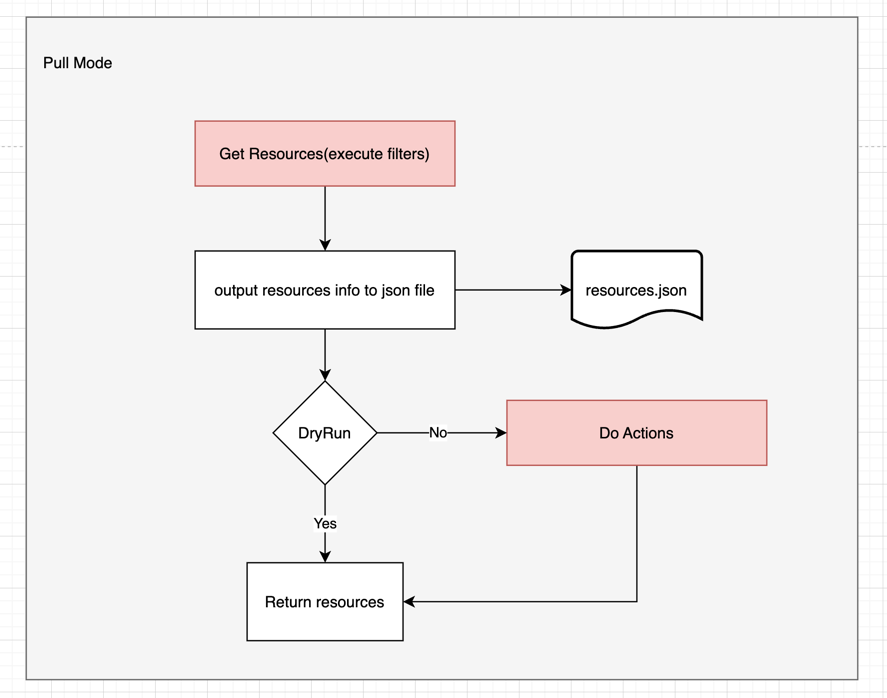 Pull Mode
Get Resources(execute filters)
output resources info to json file
resources.json
DryRun
No
Do Actions
Yes
Return resources